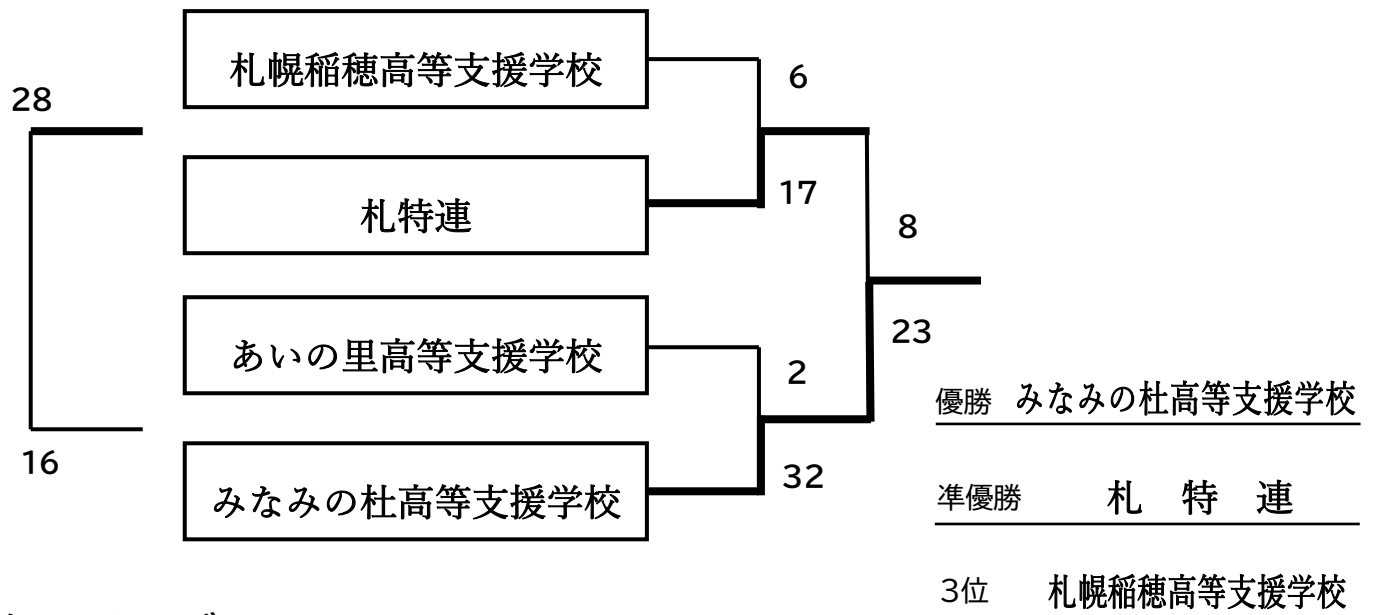 札幌稲穂高等支援学校
6
28
17
札特連
8
23
あいの里高等支援学校
2
優勝 みなみの杜高等支援学校
16
32
みなみの杜高等支援学校
準優勝 札 特 連
3位 札幌稲穂高等支援学校